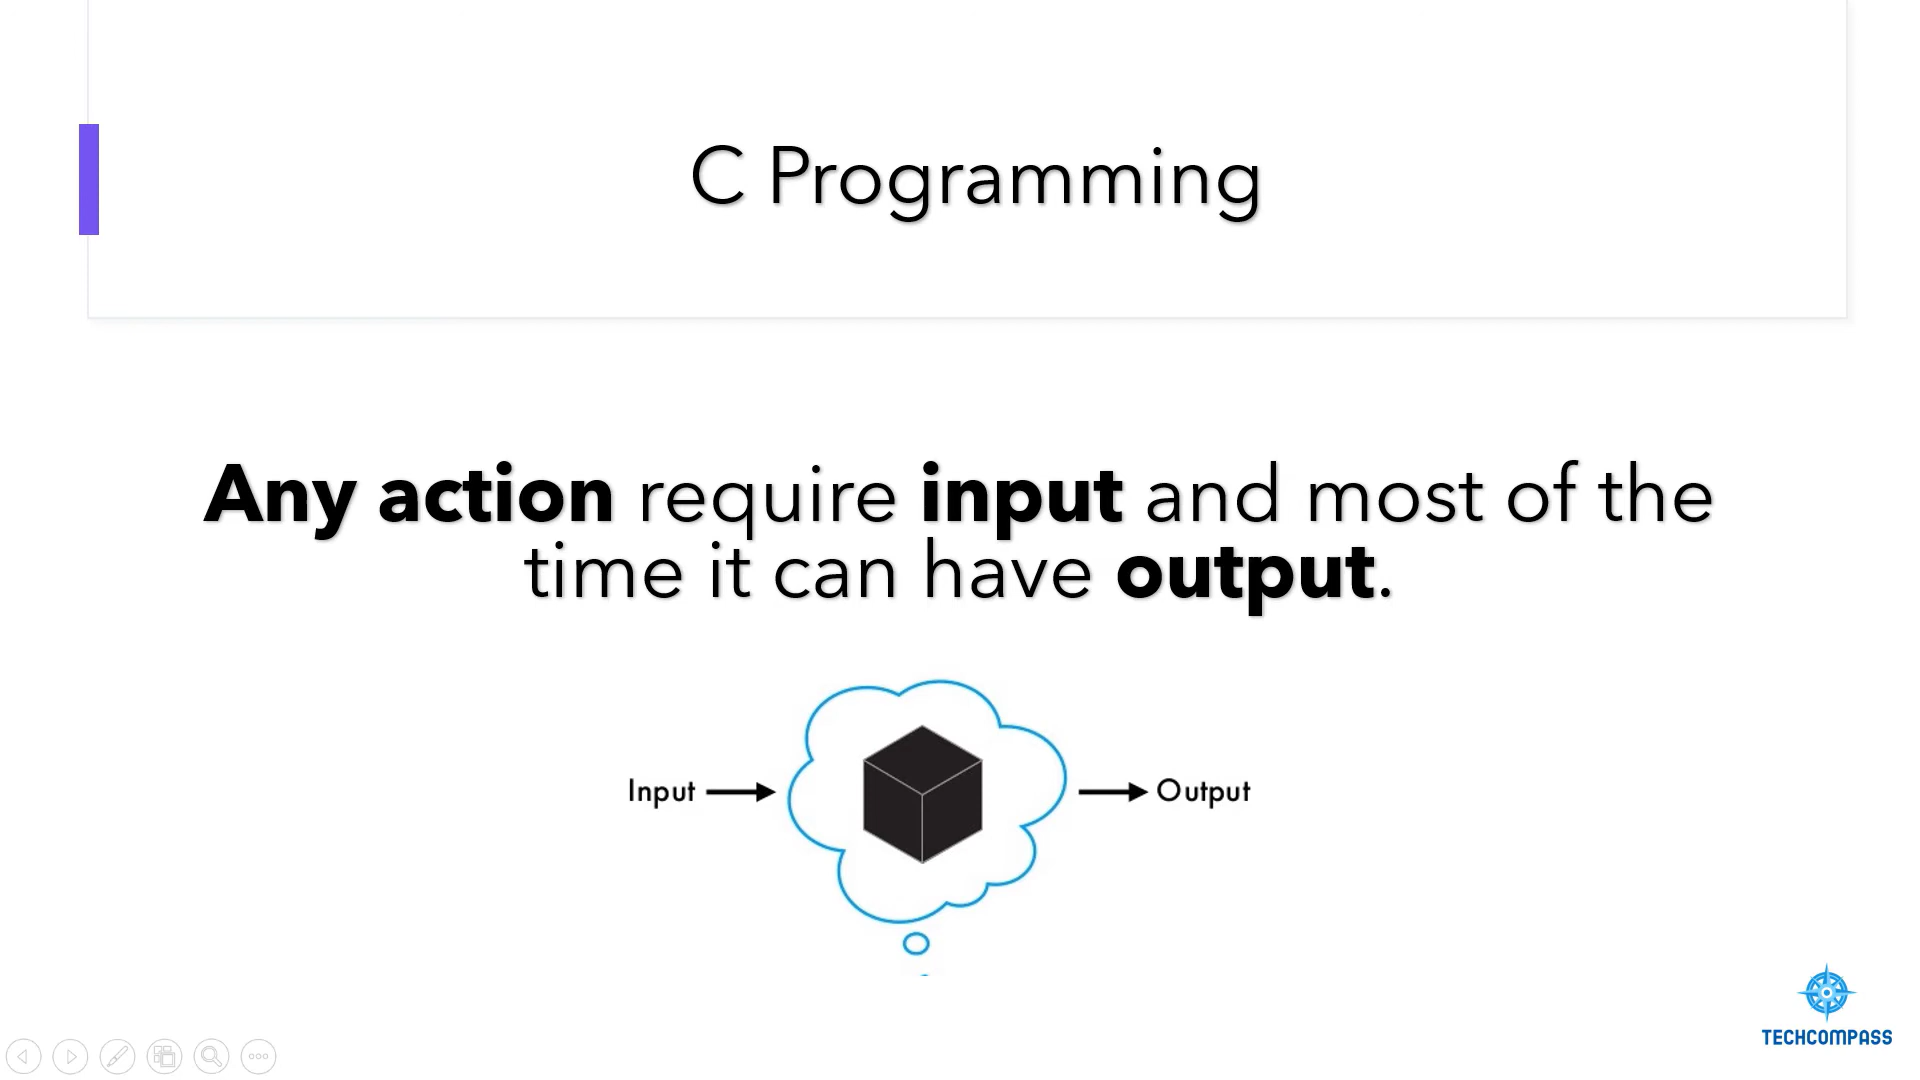 C Programming
Any action require input and most of the
time it can have output.
Input
Output
TECHCOMPASS